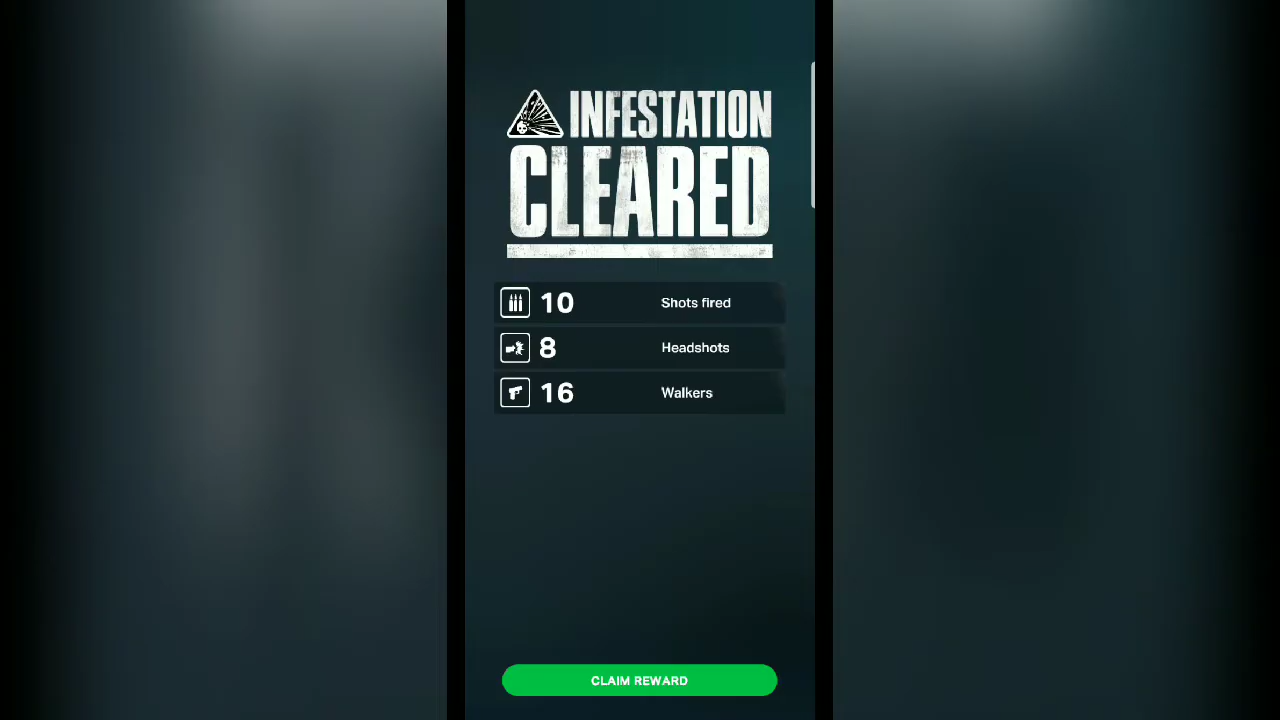 INFESTATION
CLEARED
10 Shots fired
8 Headshots
16 Walkers
CLAIM REWARD